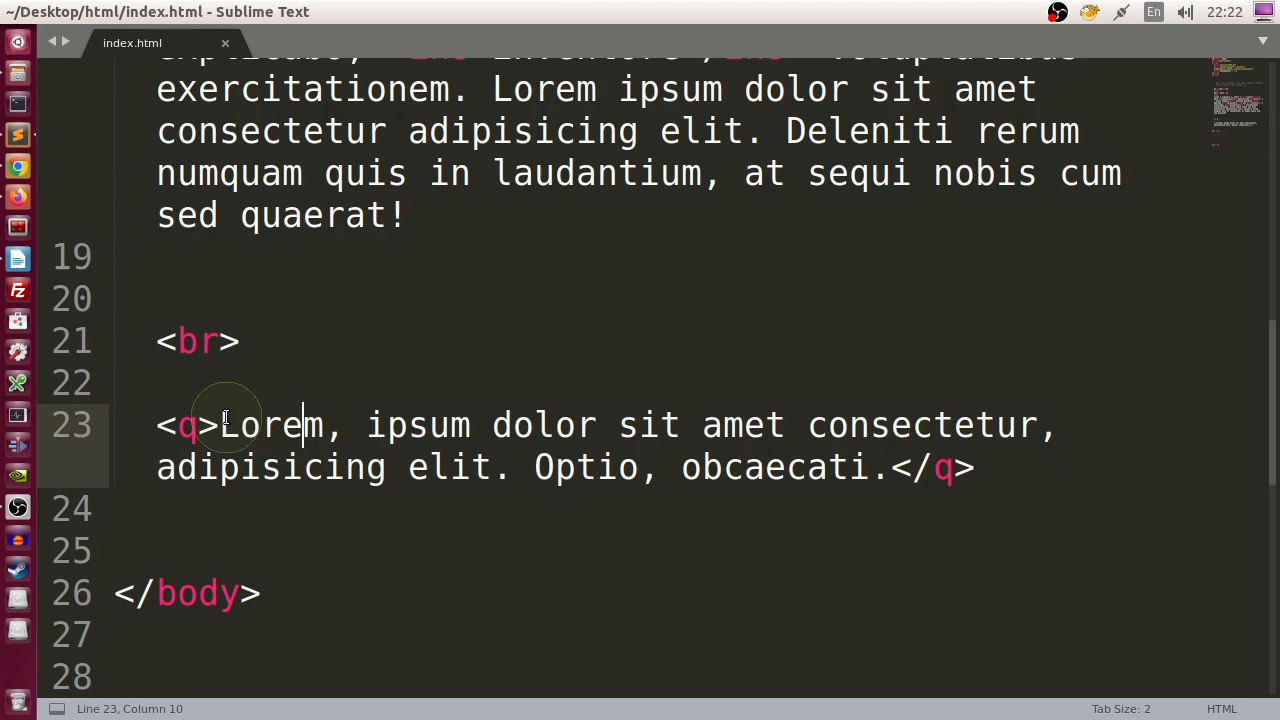 ~/Desktop/html/index.html - Sublime Text
En
22:22
index.html
exercitationem. Lorem ipsum dolor sit amet
consectetur adipisicing elit. Deleniti rerum
numquam quis in laudantium, at sequi nobis cum
sed quaerat!
19
20
21 <br>
22
23 <q>Lorem, ipsum dolor sit amet consectetur,
adipisicing elit. Optio, obcaecati.</q>
24
25
26 </body>
27
28
Line 23, Column 10
Tab Size: 2
HTML